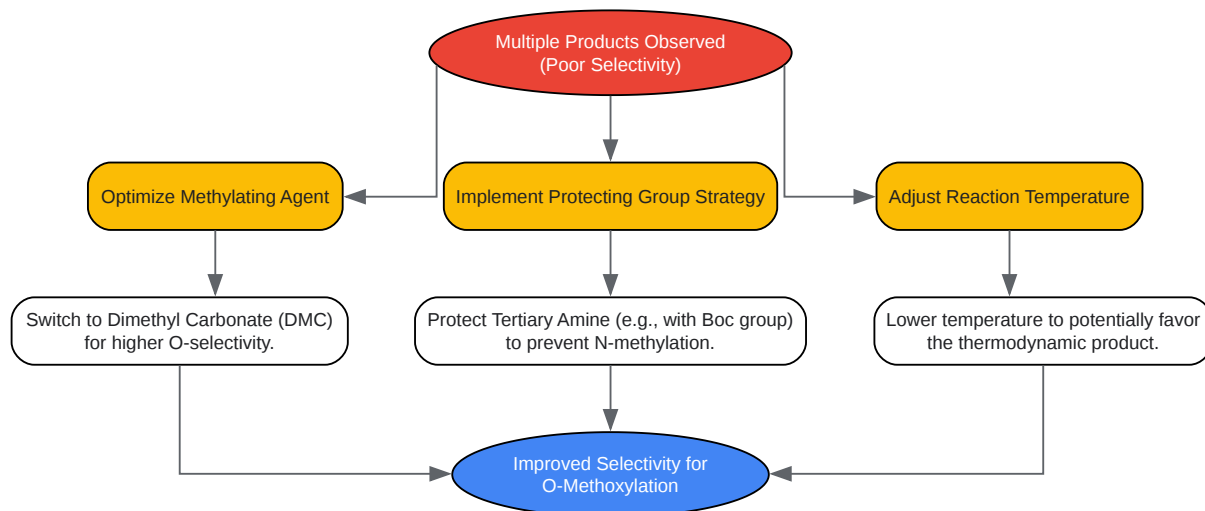 Multiple Products Observed
(Poor Selectivity)
Optimize Methylating Agent
Implement Protecting Group Strategy
Adjust Reaction Temperature
Switch to Dimethyl Carbonate (DMC)
for higher O-selectivity.
Protect Tertiary Amine (e.g., with Boc group)
to prevent N-methylation.
Lower temperature to potentially favor
the thermodynamic product.
Improved Selectivity for
O-Methoxylation